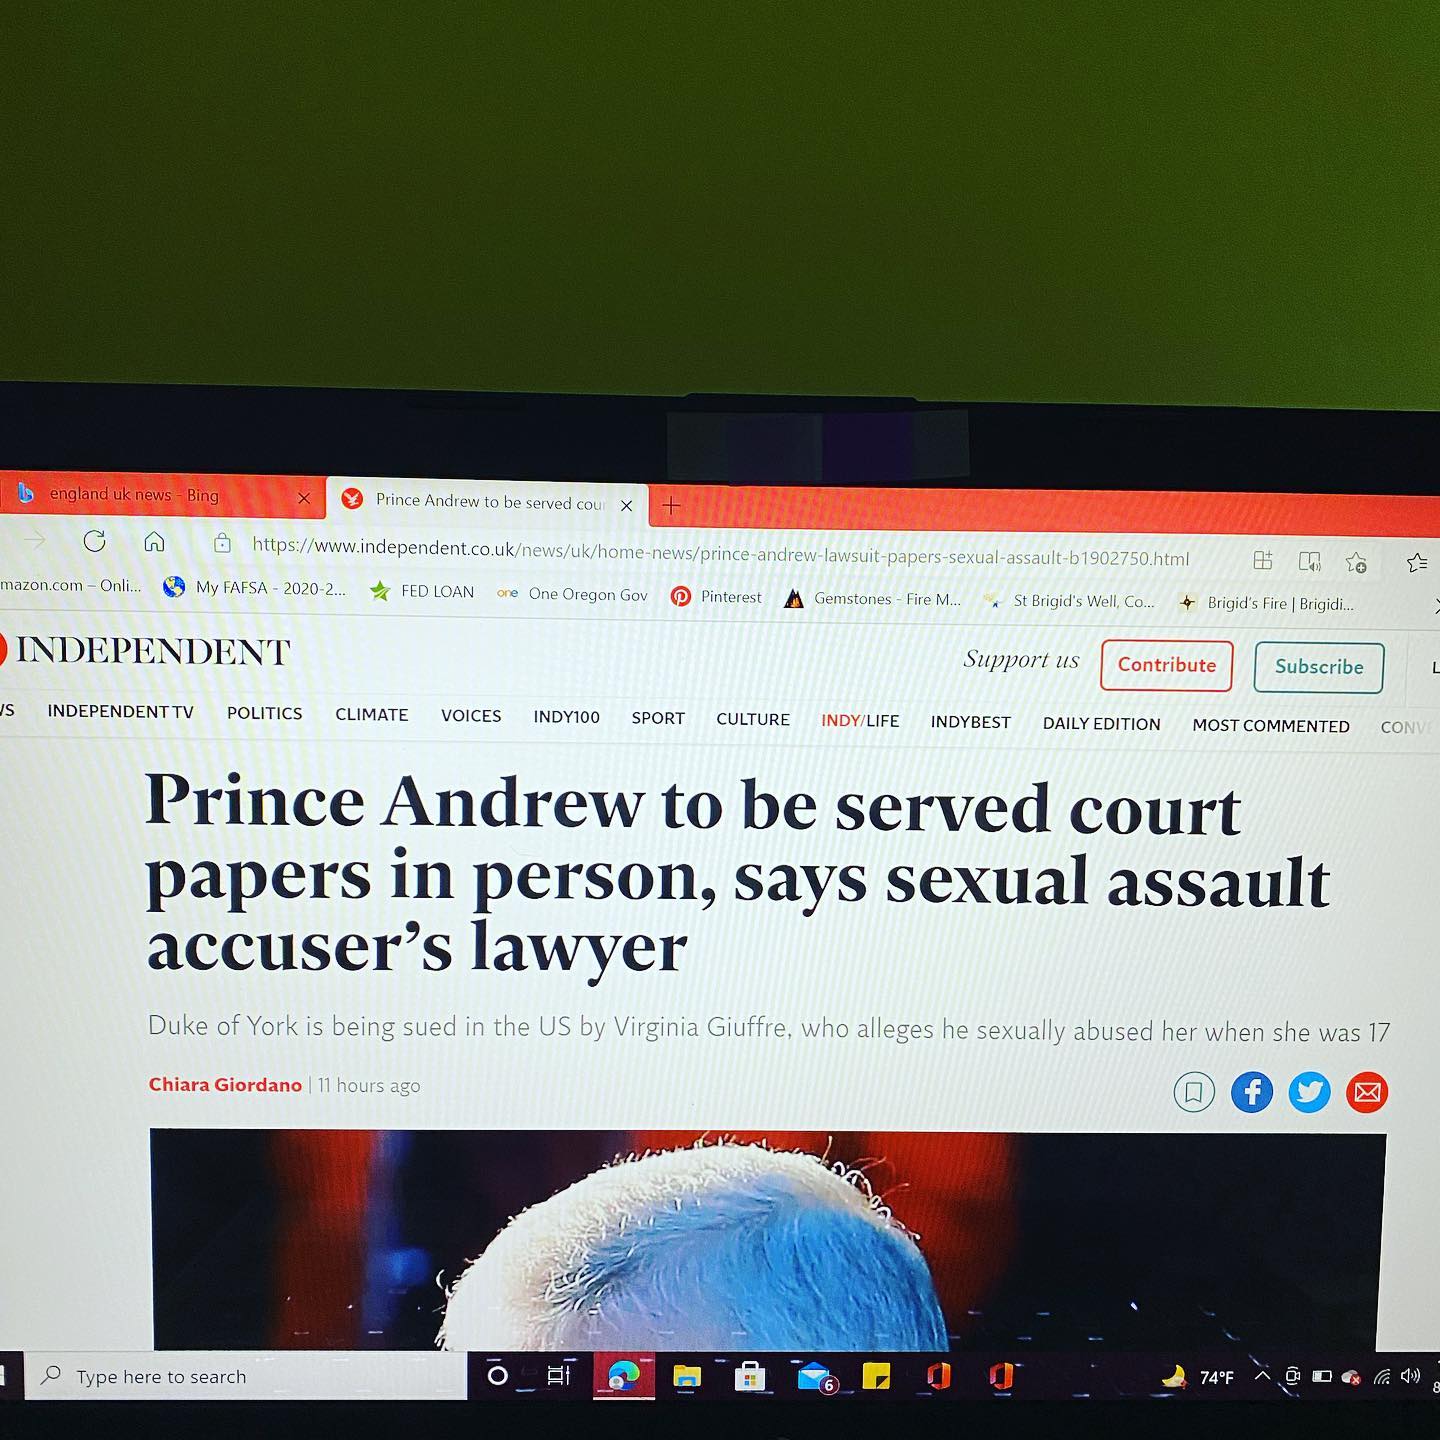 england uk news - Bing
Prince Andrew to be served cou
https://www.independent.co.uk/news/uk/home-news/prince-andrew-lawsuit-papers-sexual-assault-b1902750.html
mazon.com – Onli... My FAFSA - 2020-2... FED LOAN one One Oregon Gov Pinterest Gemstones - Fire M... St Brigid's Well, Co... Brigid's Fire | Brigidi...
INDEPENDENT Support us Contribute Subscribe
WS INDEPENDENT TV POLITICS CLIMATE VOICES INDY100 SPORT CULTURE INDY/LIFE INDYBEST DAILY EDITION MOST COMMENTED CONV
Prince Andrew to be served court
papers in person, says sexual assault
accuser’s lawyer
Duke of York is being sued in the US by Virginia Giuffre, who alleges he sexually abused her when she was 17
Chiara Giordano | 11 hours ago
Type here to search 6 74°F